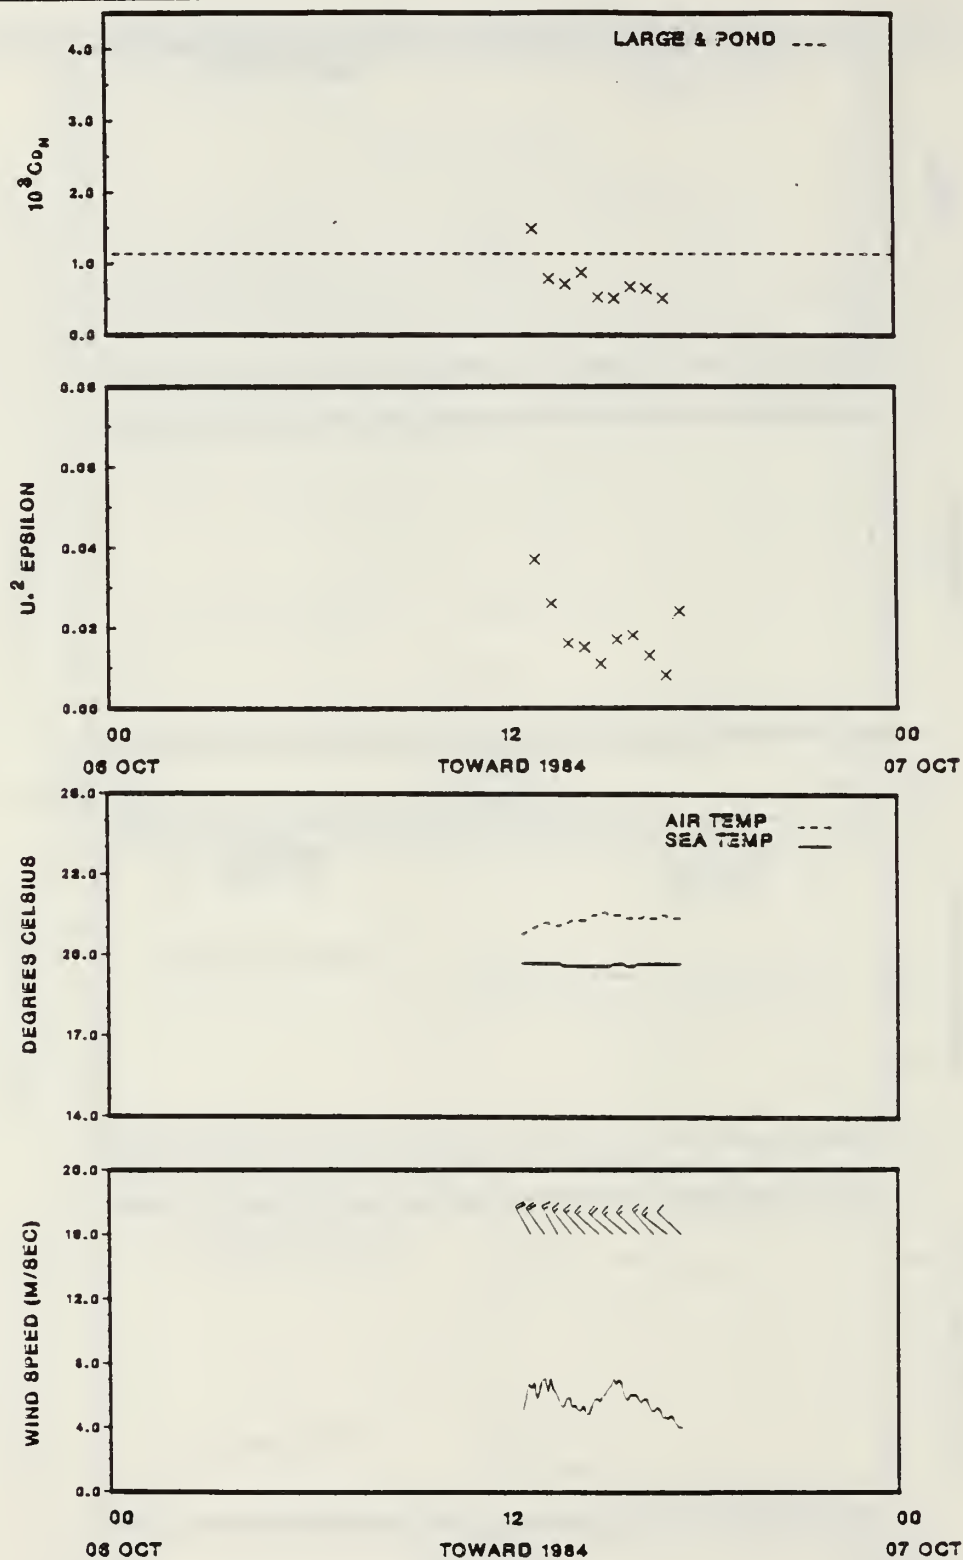 LARGE & POND ----
10³C_DN
4.0
3.0
2.0
1.0
0.0
U.² EPSILON
0.08
0.06
0.04
0.02
0.00
00 12 00
06 OCT TOWARD 1984 07 OCT
AIR TEMP ----
SEA TEMP
DEGREES CELSIUS
26.0
23.0
20.0
17.0
14.0
WIND SPEED (M/SEC)
20.0
16.0
12.0
8.0
4.0
0.0
00 12 00
06 OCT TOWARD 1984 07 OCT